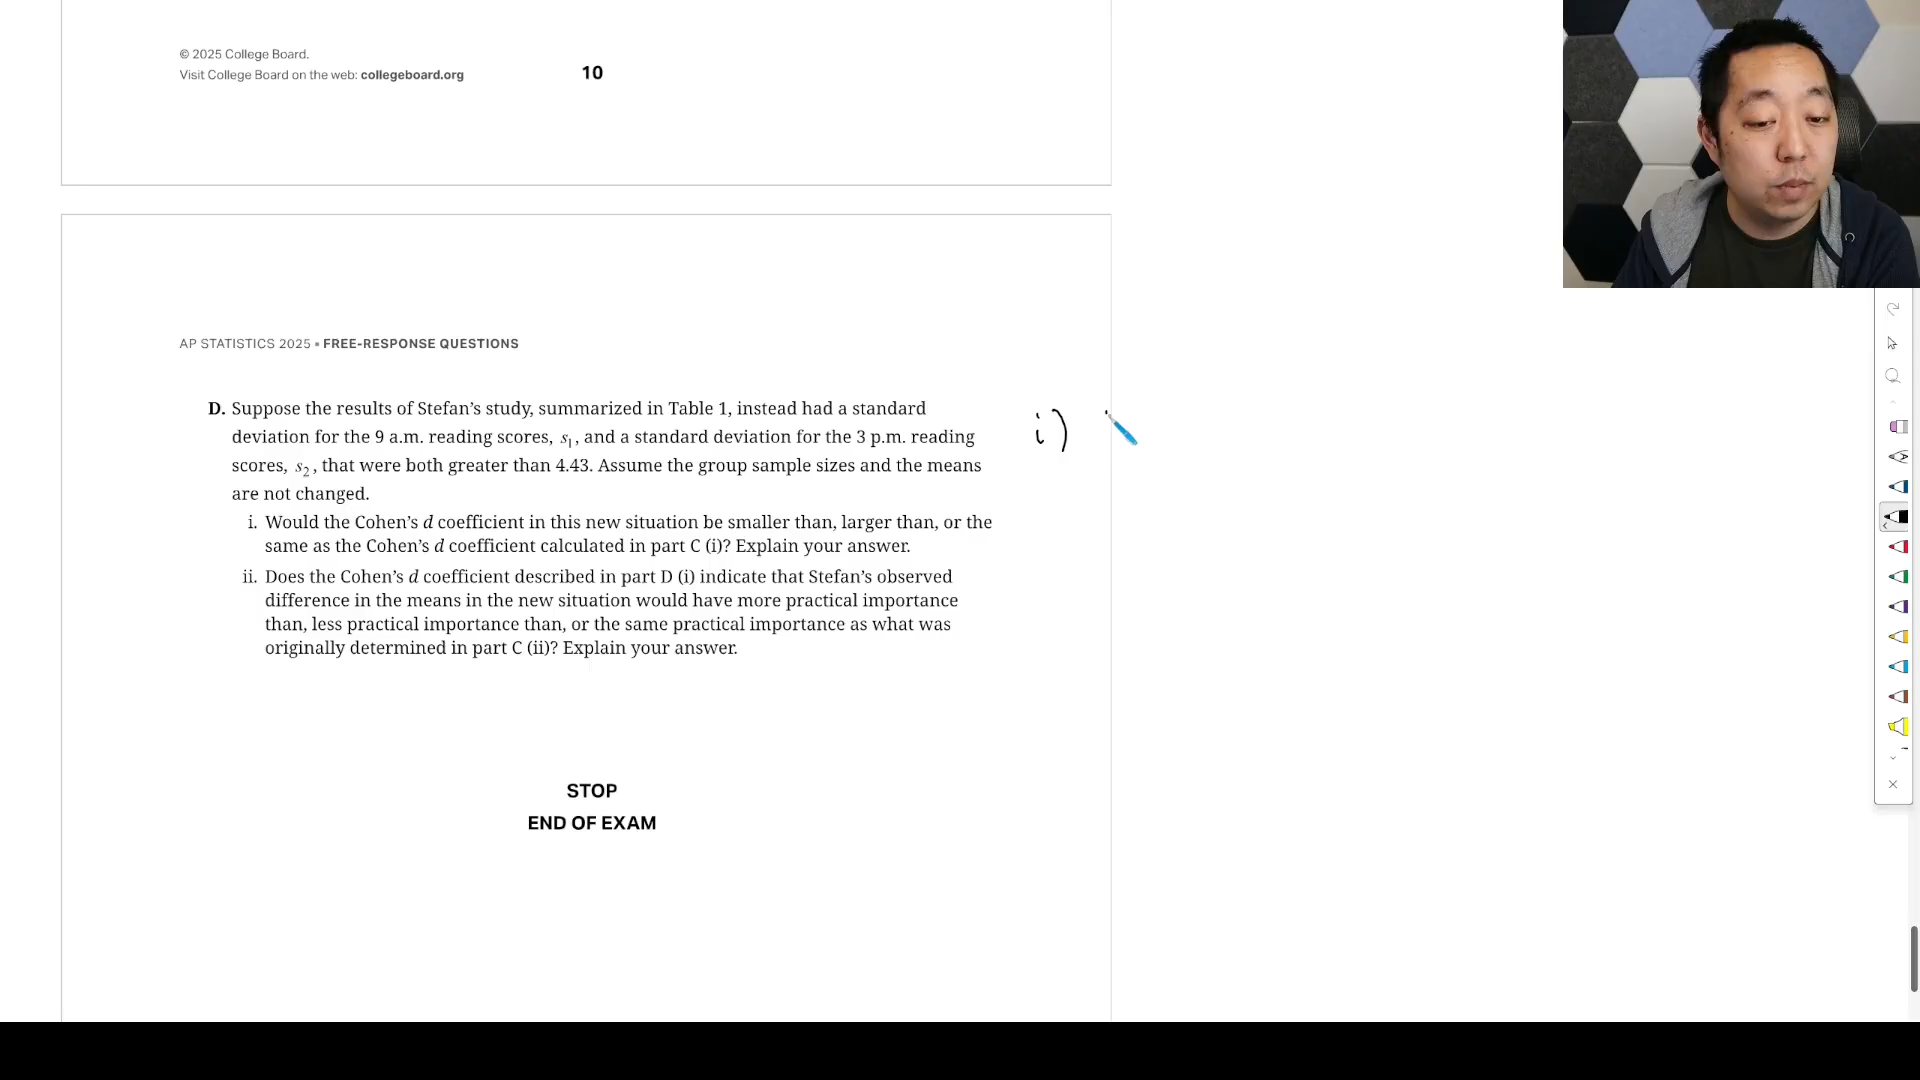 © 2025 College Board.
Visit College Board on the web: collegeboard.org
10
AP STATISTICS 2025 ▪ FREE-RESPONSE QUESTIONS
D. Suppose the results of Stefan's study, summarized in Table 1, instead had a standard
deviation for the 9 a.m. reading scores, s₁, and a standard deviation for the 3 p.m. reading
scores, s₂, that were both greater than 4.43. Assume the group sample sizes and the means
are not changed.
i. Would the Cohen's d coefficient in this new situation be smaller than, larger than, or the
same as the Cohen's d coefficient calculated in part C (i)? Explain your answer.
ii. Does the Cohen's d coefficient described in part D (i) indicate that Stefan's observed
difference in the means in the new situation would have more practical importance
than, less practical importance than, or the same practical importance as what was
originally determined in part C (ii)? Explain your answer.
i)
STOP
END OF EXAM